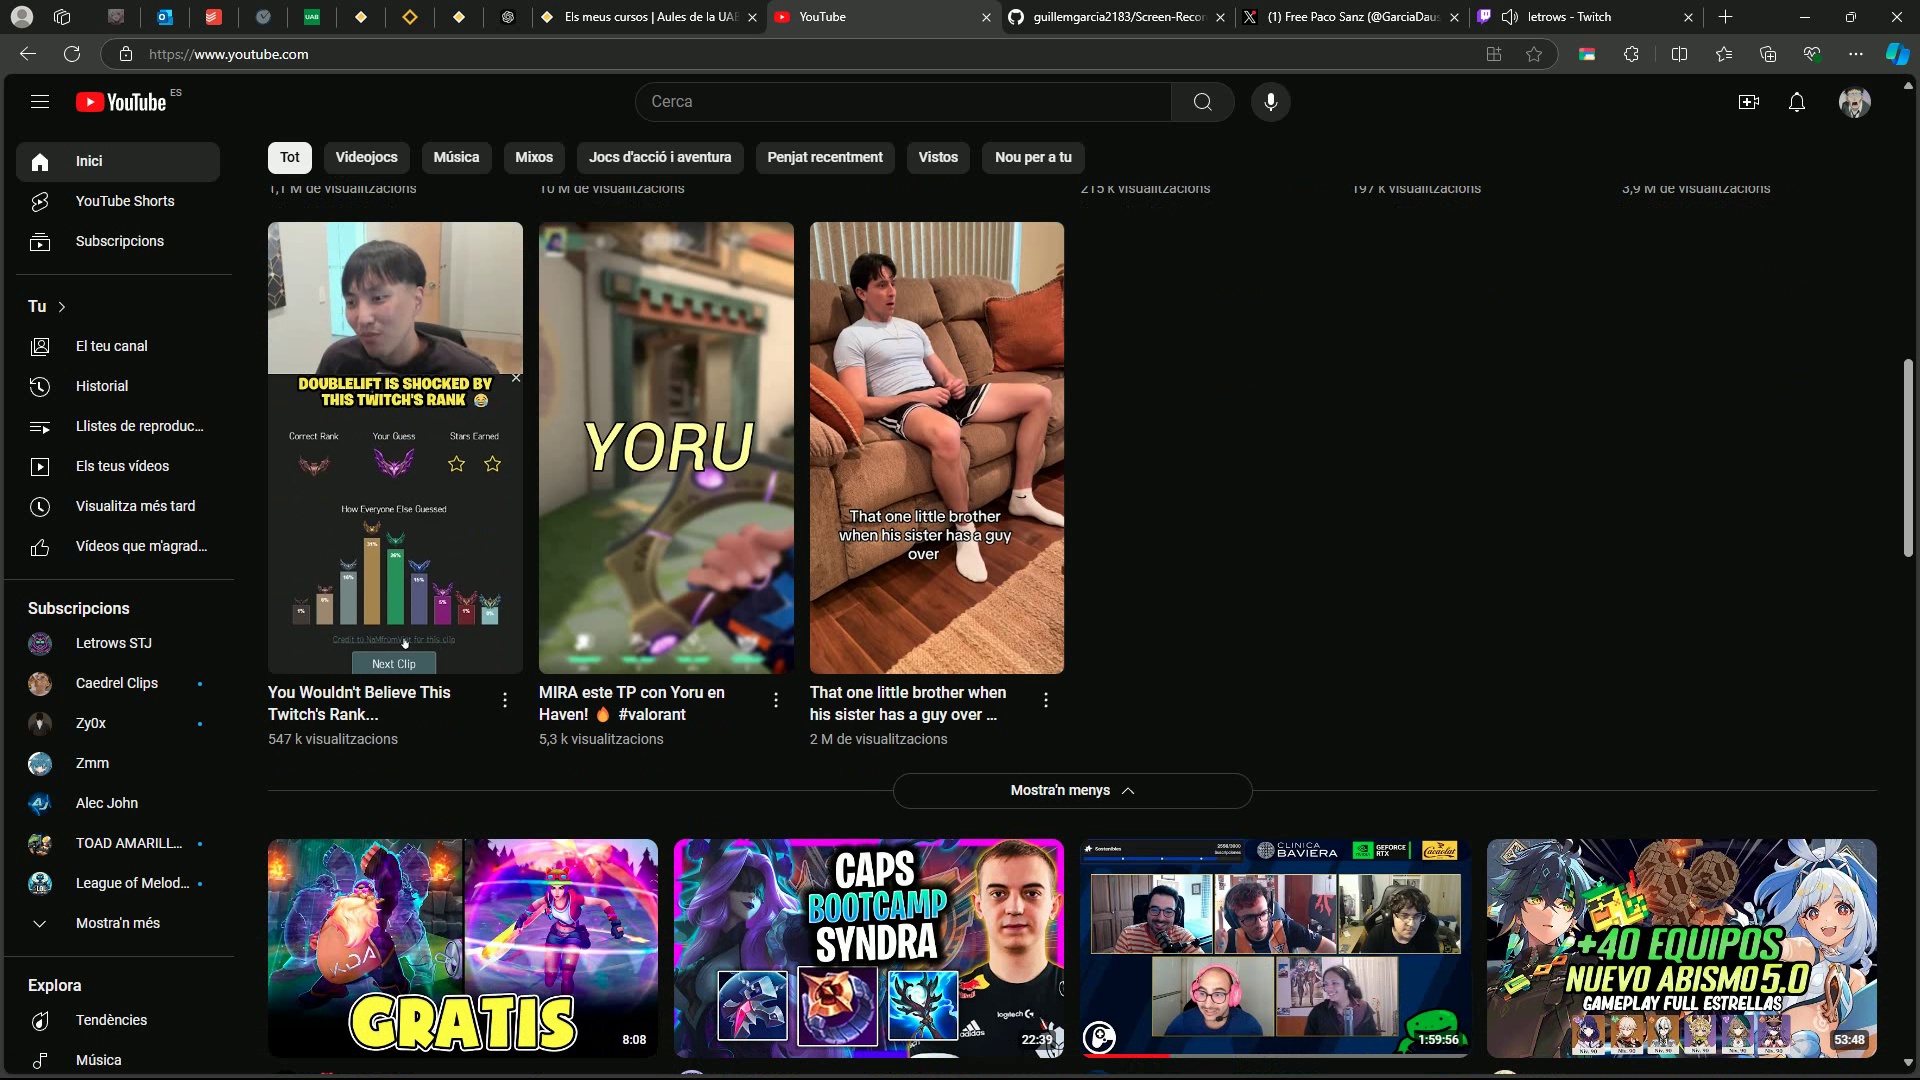 UAB
Els meus cursos | Aules de la UAB
YouTube
guillemgarcia2183/Screen-Recor
(1) Free Paco Sanz (@GarciaDaus
letrows - Twitch
https://www.youtube.com
YouTube ES
Cerca
Tot
Videojocs
Música
Mixos
Jocs d'acció i aventura
Penjat recentment
Vistos
Nou per a tu
Inici
YouTube Shorts
Subscripcions
Tu
El teu canal
Historial
Llistes de reproduc...
Els teus vídeos
Visualitza més tard
Vídeos que m'agrad...
Subscripcions
Letrows STJ
Caedrel Clips
Zy0x
Zmm
Alec John
TOAD AMARILL...
League of Melod...
Mostra'n més
Explora
Tendències
Música
1,1 M de visualitzacions
10 M de visualitzacions
215 k visualitzacions
197 k visualitzacions
3,9 M de visualitzacions
DOUBLELIFT IS SHOCKED BY
THIS TWITCH'S RANK
Correct Rank
Your Guess
Stars Earned
How Everyone Else Guessed
Next Clip
You Wouldn't Believe This
Twitch's Rank...
547 k visualitzacions
YORU
MIRA este TP con Yoru en
Haven! 🔥 #valorant
5,3 k visualitzacions
That one little brother
when his sister has a guy
over
That one little brother when
his sister has a guy over ...
2 M de visualitzacions
Mostra'n menys
KDA
GRATIS
8:08
CAPS
BOOTCAMP
SYNDRA
logitech G
adidas
22:39
CLINICA
BAVIERA
GEFORCE
RTX
Cacaolat
1:59:56
+40 EQUIPOS
NUEVO ABISMO 5.0
GAMEPLAY FULL ESTRELLAS
53:48